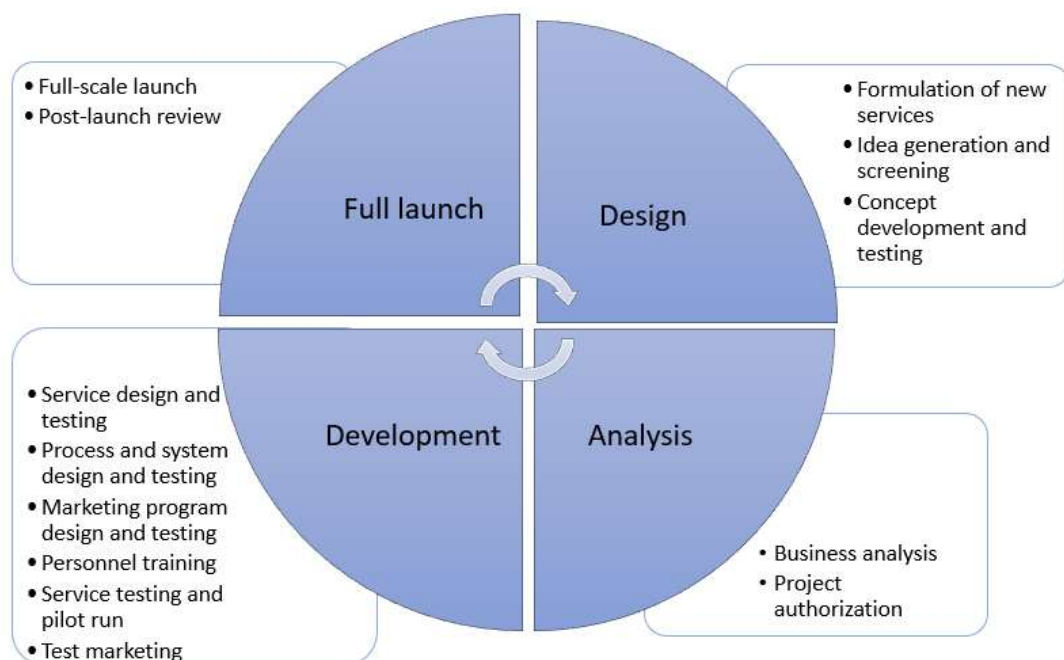 • Full-scale launch
• Post-launch review
Full launch
Design
• Formulation of new
services
• Idea generation and
screening
• Concept
development and
testing
• Service design and
testing
• Process and system
design and testing
• Marketing program
design and testing
• Personnel training
• Service testing and
pilot run
• Test marketing
Development
Analysis
• Business analysis
• Project
authorization